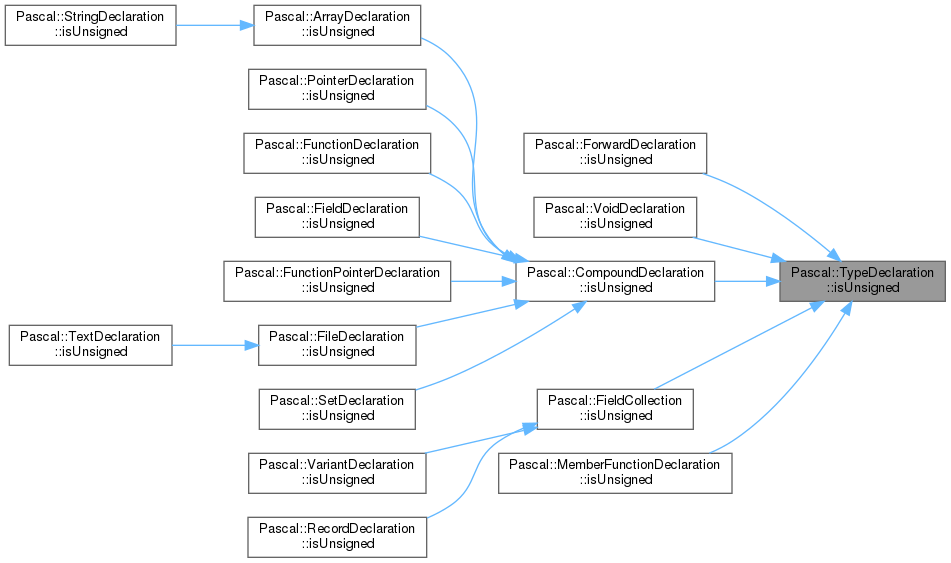 Pascal::StringDeclaration
::isUnsigned
Pascal::ArrayDeclaration
::isUnsigned
Pascal::PointerDeclaration
::isUnsigned
Pascal::FunctionDeclaration
::isUnsigned
Pascal::ForwardDeclaration
::isUnsigned
Pascal::FieldDeclaration
::isUnsigned
Pascal::VoidDeclaration
::isUnsigned
Pascal::FunctionPointerDeclaration
::isUnsigned
Pascal::CompoundDeclaration
::isUnsigned
Pascal::TypeDeclaration
::isUnsigned
Pascal::TextDeclaration
::isUnsigned
Pascal::FileDeclaration
::isUnsigned
Pascal::SetDeclaration
::isUnsigned
Pascal::FieldCollection
::isUnsigned
Pascal::VariantDeclaration
::isUnsigned
Pascal::MemberFunctionDeclaration
::isUnsigned
Pascal::RecordDeclaration
::isUnsigned